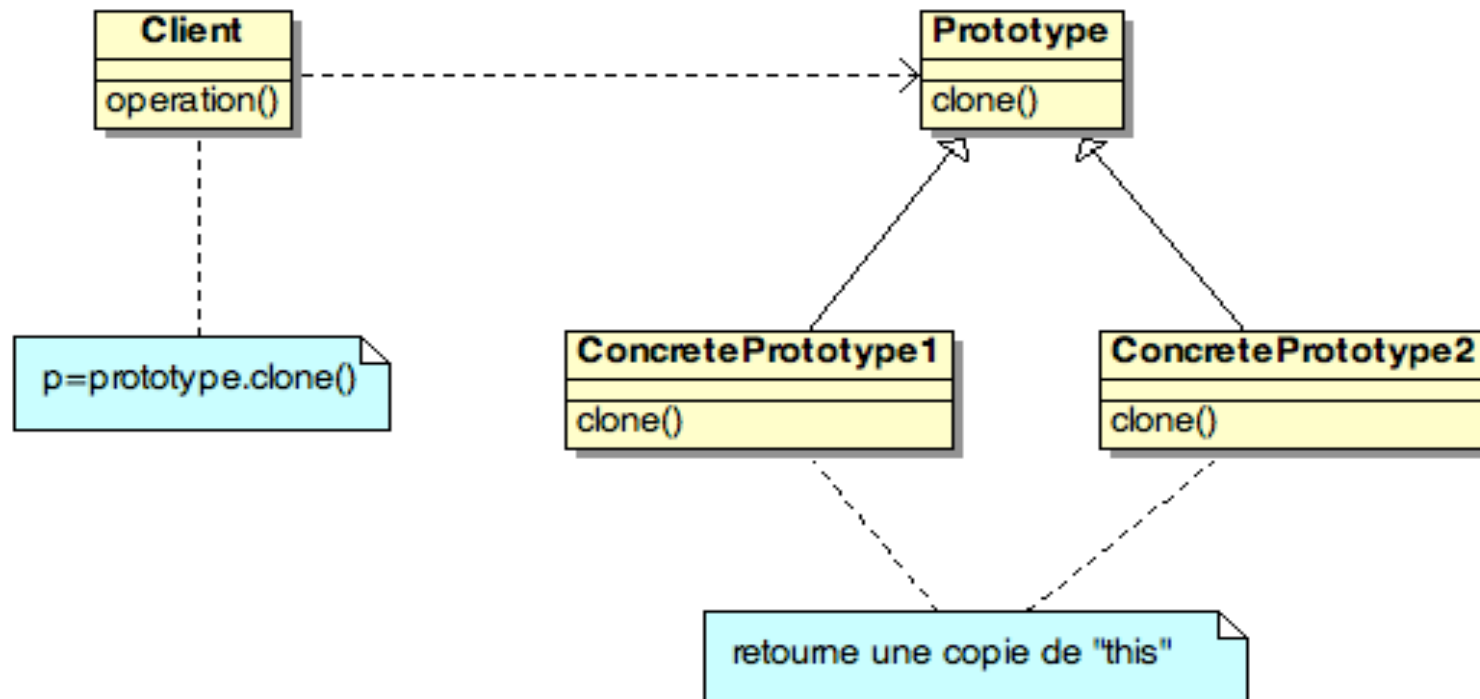 Client
operation()
Prototype
clone()
p=prototype.clone()
ConcretePrototype1
clone()
ConcretePrototype2
clone()
retourne une copie de "this"